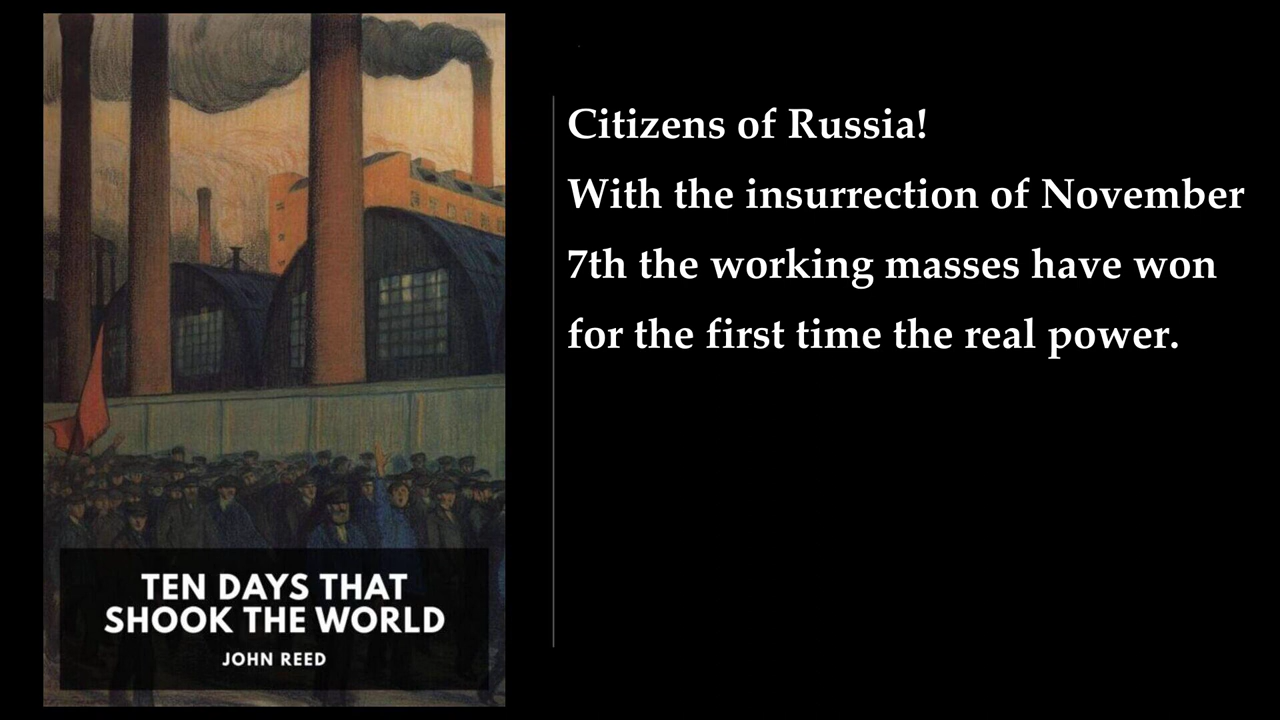 Citizens of Russia!
With the insurrection of November
7th the working masses have won
for the first time the real power.
TEN DAYS THAT
SHOOK THE WORLD
JOHN REED